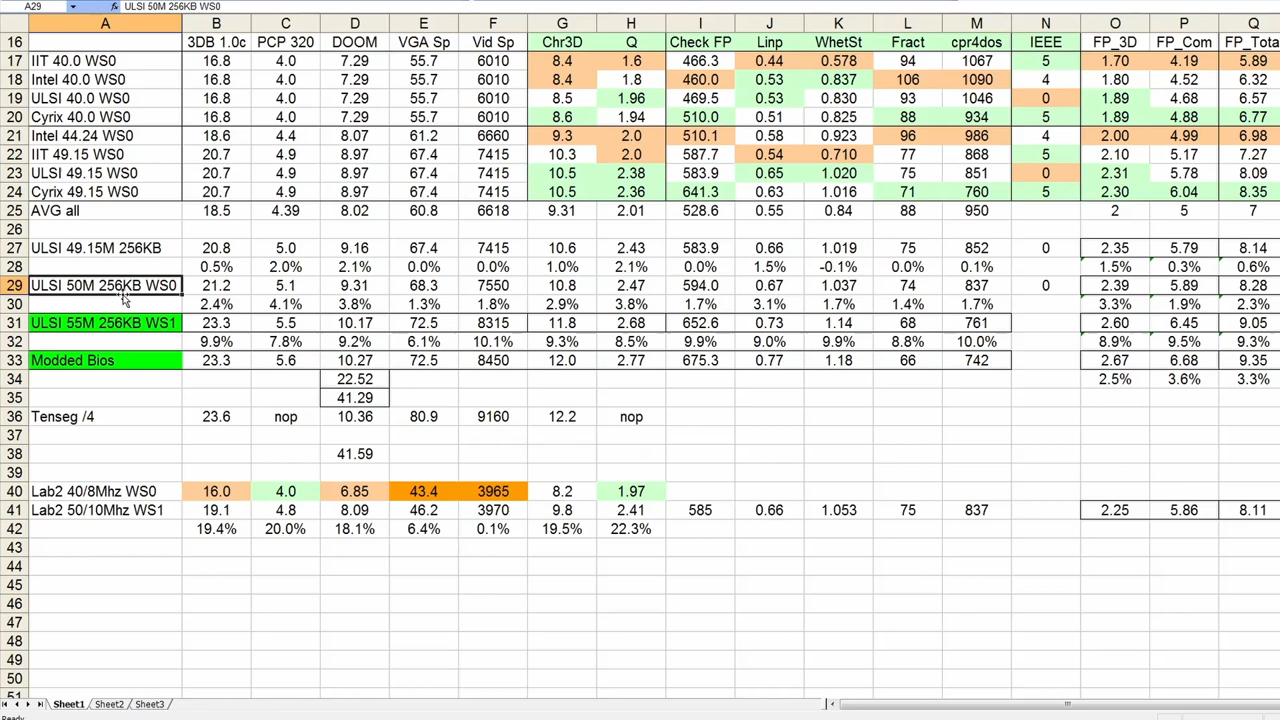 A29 fx ULSI 50M 256KB WS0
A B C D E F G H I J K L M N O P Q
16 3DB 1.0c PCP 320 DOOM VGA Sp Vid Sp Chr3D Q Check FP Linp WhetSt Fract cpr4dos IEEE FP_3D FP_Com FP_Tota
17 IIT 40.0 WS0 16.8 4.0 7.29 55.7 6010 8.4 1.6 466.3 0.44 0.578 94 1067 5 1.70 4.19 5.89
18 Intel 40.0 WS0 16.8 4.0 7.29 55.7 6010 8.4 1.8 460.0 0.53 0.837 106 1090 4 1.80 4.52 6.32
19 ULSI 40.0 WS0 16.8 4.0 7.29 55.7 6010 8.5 1.96 469.5 0.53 0.830 93 1046 0 1.89 4.68 6.57
20 Cyrix 40.0 WS0 16.8 4.0 7.29 55.7 6010 8.6 1.94 510.0 0.51 0.825 88 934 5 1.89 4.88 6.77
21 Intel 44.24 WS0 18.6 4.4 8.07 61.2 6660 9.3 2.0 510.1 0.58 0.923 96 986 4 2.00 4.99 6.98
22 IIT 49.15 WS0 20.7 4.9 8.97 67.4 7415 10.3 2.0 587.7 0.54 0.710 77 868 5 2.10 5.17 7.27
23 ULSI 49.15 WS0 20.7 4.9 8.97 67.4 7415 10.5 2.38 583.9 0.65 1.020 75 851 0 2.31 5.78 8.09
24 Cyrix 49.15 WS0 20.7 4.9 8.97 67.4 7415 10.5 2.36 641.3 0.63 1.016 71 760 5 2.30 6.04 8.35
25 AVG all 18.5 4.39 8.02 60.8 6618 9.31 2.01 528.6 0.55 0.84 88 950 2 5 7
26
27 ULSI 49.15M 256KB 20.8 5.0 9.16 67.4 7415 10.6 2.43 583.9 0.66 1.019 75 852 0 2.35 5.79 8.14
28 0.5% 2.0% 2.1% 0.0% 0.0% 1.0% 2.1% 0.0% 1.5% -0.1% 0.0% 0.1% 1.5% 0.3% 0.6%
29 ULSI 50M 256KB WS0 21.2 5.1 9.31 68.3 7550 10.8 2.47 594.0 0.67 1.037 74 837 0 2.39 5.89 8.28
30 2.4% 4.1% 3.8% 1.3% 1.8% 2.9% 3.8% 1.7% 3.1% 1.7% 1.4% 1.7% 3.3% 1.9% 2.3%
31 ULSI 55M 256KB WS1 23.3 5.5 10.17 72.5 8315 11.8 2.68 652.6 0.73 1.14 68 761 2.60 6.45 9.05
32 9.9% 7.8% 9.2% 6.1% 10.1% 9.3% 8.5% 9.9% 9.0% 9.9% 8.8% 10.0% 8.9% 9.5% 9.3%
33 Modded Bios 23.3 5.6 10.27 72.5 8450 12.0 2.77 675.3 0.77 1.18 66 742 2.67 6.68 9.35
34 22.52 2.5% 3.6% 3.3%
35 41.29
36 Tenseg /4 23.6 nop 10.36 80.9 9160 12.2 nop
37
38 41.59
39
40 Lab2 40/8Mhz WS0 16.0 4.0 6.85 43.4 3965 8.2 1.97
41 Lab2 50/10Mhz WS1 19.1 4.8 8.09 46.2 3970 9.8 2.41 585 0.66 1.053 75 837 2.25 5.86 8.11
42 19.4% 20.0% 18.1% 6.4% 0.1% 19.5% 22.3%
43
44
45
46
47
48
49
50
51
Sheet1 Sheet2 Sheet3
Ready